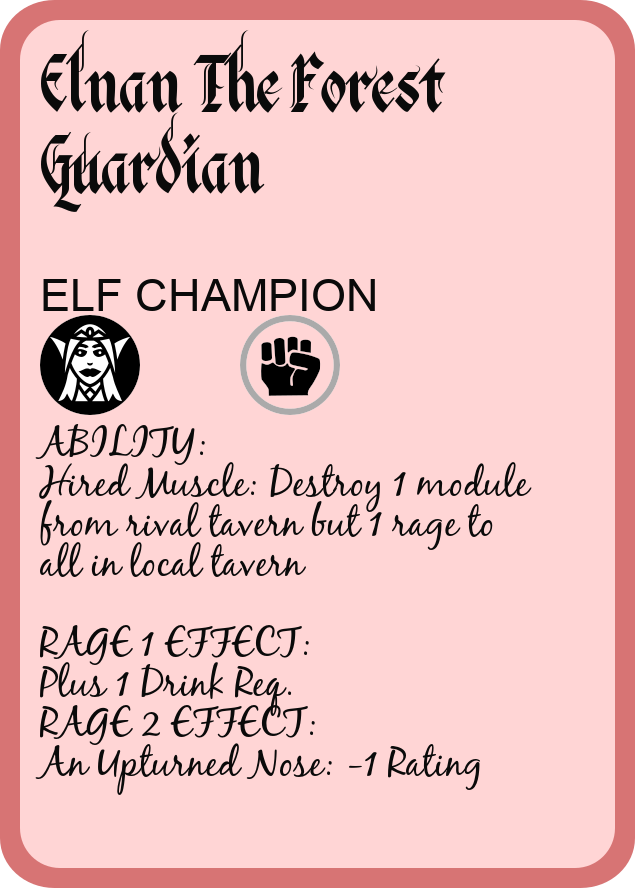 Elnan The Forest
Guardian
ELF CHAMPION
ABILITY:
Hired Muscle: Destroy 1 module
from rival tavern but 1 rage to
all in local tavern
RAGE 1 EFFECT:
Plus 1 Drink Req.
RAGE 2 EFFECT:
An Upturned Nose: -1 Rating